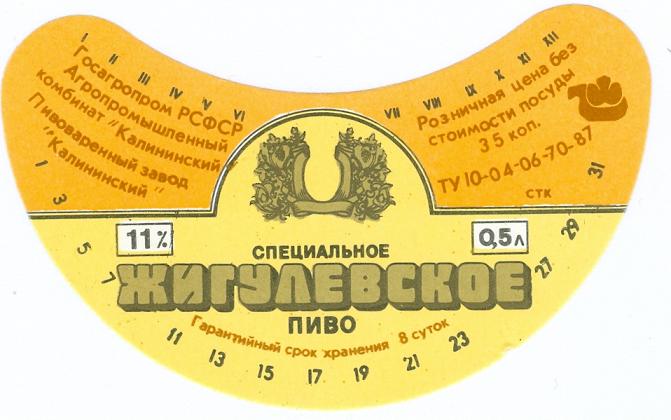 I II III IV V VI VII VIII IX X XI XII
Госагропром РСФСР
Агропромышленный
комбинат "Калининский"
Пивоваренный завод
"Калининский"
Розничная цена без
стоимости посуды
35 коп.
ТУ 10-04-06-70-87
стк
11%
0,5л
СПЕЦИАЛЬНОЕ
ЖИГУЛЕВСКОЕ
ПИВО
Гарантийный срок хранения 8 суток
1 3 5 7 11 13 15 17 19 21 23 27 29 31